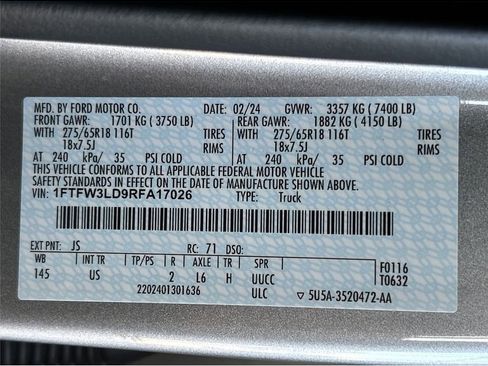 MFD. BY FORD MOTOR CO. DATE: 02/24 GVWR: 3357 KG ( 7400 LB)
FRONT GAWR: 1701 KG ( 3750 LB) REAR GAWR: 1882 KG ( 4150 LB)
WITH 275/65R18 116T TIRES WITH 275/65R18 116T TIRES
18x7.5J RIMS 18x7.5J RIMS
AT 240 kPa/ 35 PSI COLD AT 240 kPa/ 35 PSI COLD
THIS VEHICLE CONFORMS TO ALL APPLICABLE FEDERAL MOTOR VEHICLE
SAFETY STANDARDS IN EFFECT ON THE DATE OF MANUFACTURE SHOWN ABOVE.
VIN: 1FTFW3LD9RFA17026 TYPE: Truck
EXT PNT: JS RC: 71 DSO:
WB INT TR TP/PS R AXLE TR SPR F0116
145 US 2 L6 H UUCC T0632
2202401301636 ULC ▽ 5U5A-3520472-AA